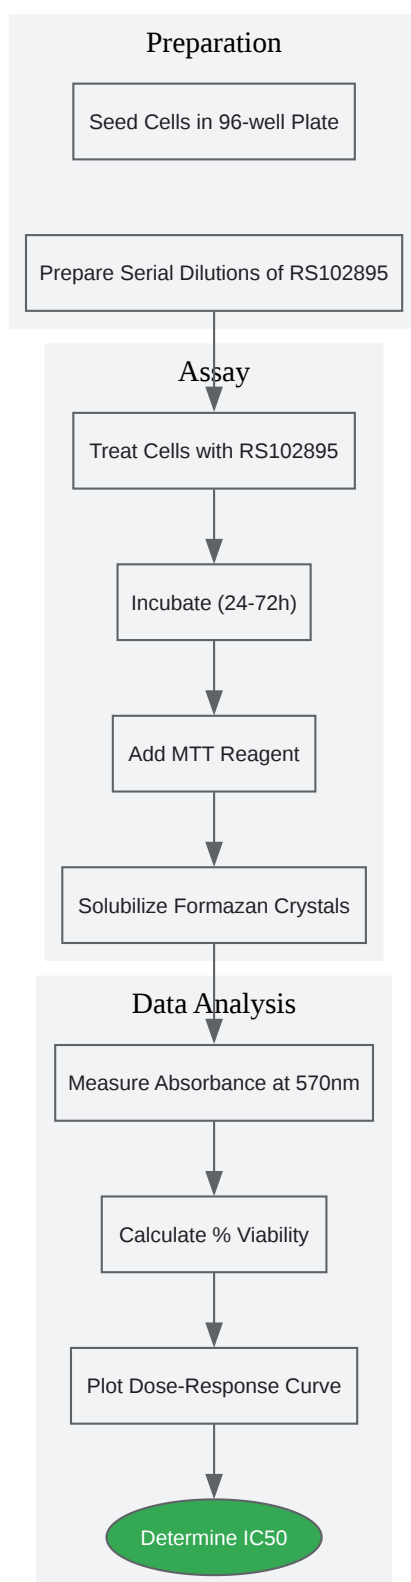 Preparation
Seed Cells in 96-well Plate
Prepare Serial Dilutions of RS102895
Assay
Treat Cells with RS102895
Incubate (24-72h)
Add MTT Reagent
Solubilize Formazan Crystals
Data Analysis
Measure Absorbance at 570nm
Calculate % Viability
Plot Dose-Response Curve
Determine IC50